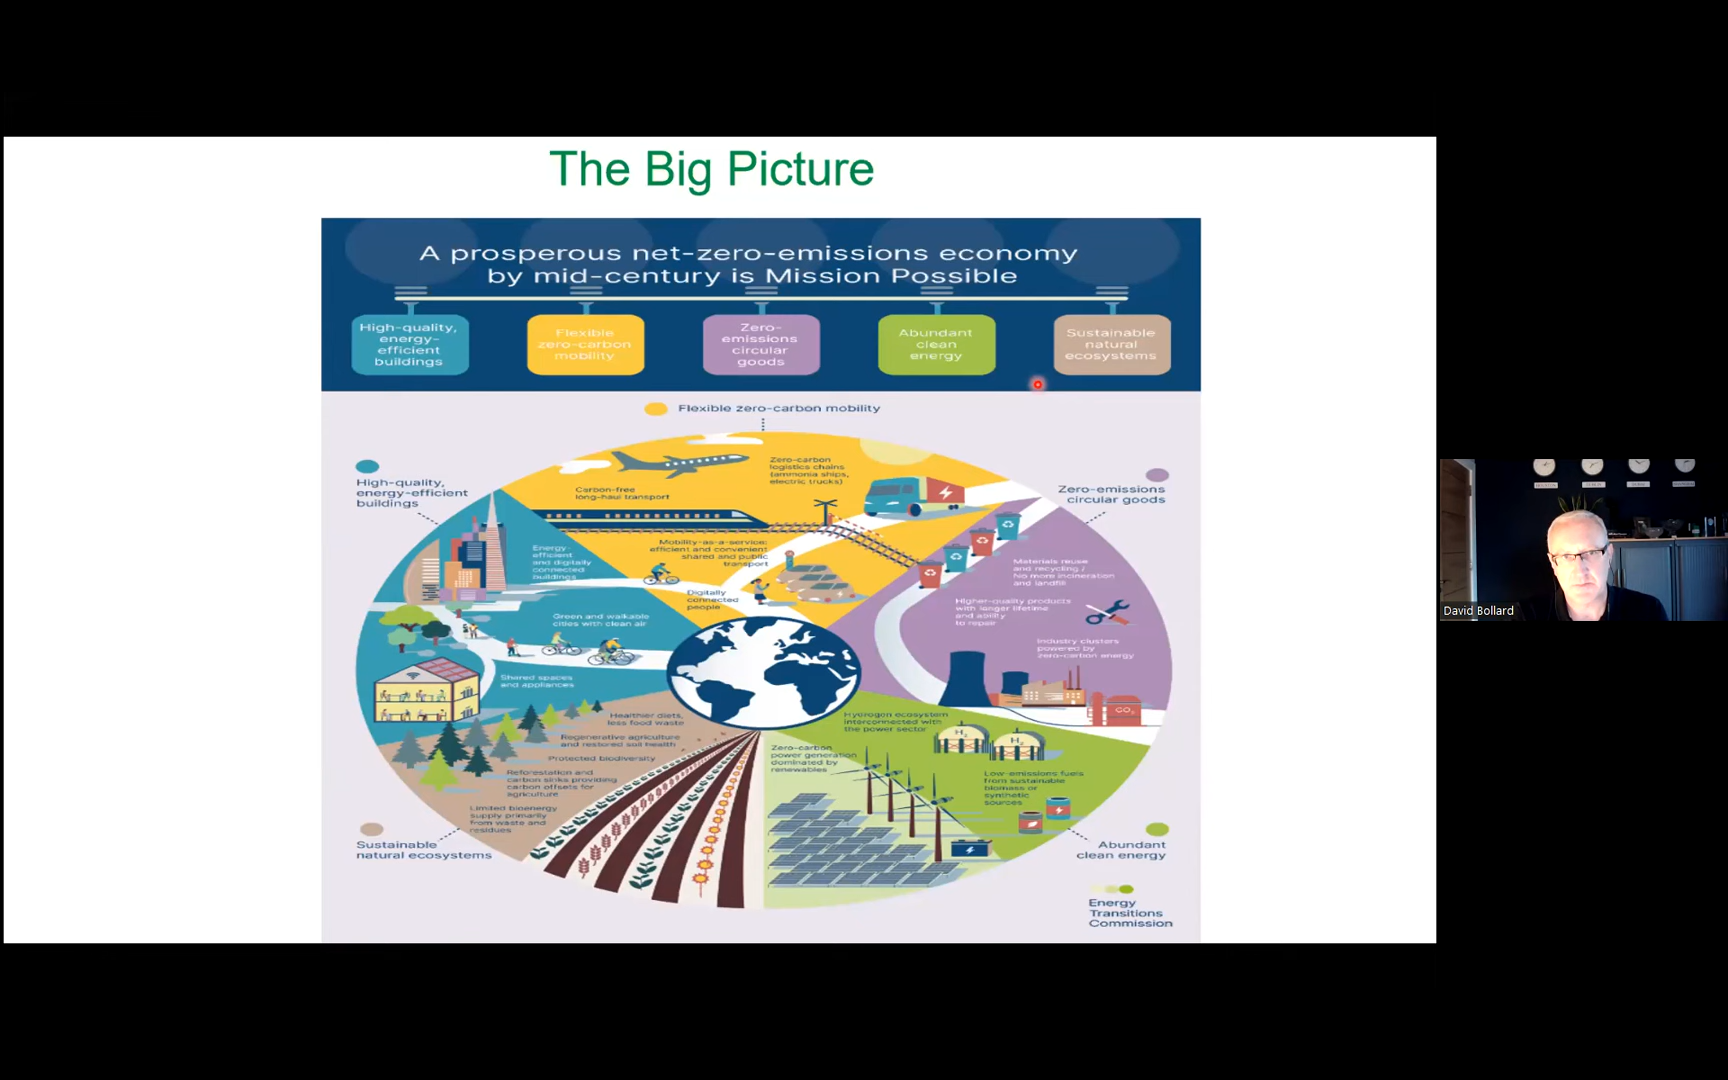 The Big Picture
A prosperous net-zero-emissions economy
by mid-century is Mission Possible
High-quality,
energy-
efficient
buildings
Flexible
zero-carbon
mobility
Zero-
emissions
circular
goods
Abundant
clean
energy
Sustainable
natural
ecosystems
Flexible zero-carbon mobility
High-quality,
energy-efficient
buildings
Zero-emissions
circular goods
Carbon-free
long-haul transport
Zero-carbon
logistics chains
(ammonia ships,
electric trucks)
Mobility-as-a-service:
efficient and convenient
shared and public
transport
Digitally
connected
people
Energy-
efficient
and digitally
connected
buildings
Green and walkable
cities with clean air
Shared spaces
and appliances
Materials reuse
and recycling /
No more incineration
and landfill
Higher-quality products
with longer lifetime
and ability
to repair
Industry clusters
powered by
zero-carbon energy
CO₂
Healthier diets,
less food waste
Regenerative agriculture
and restored soil health
Protected biodiversity
Reforestation and
carbon sinks providing
carbon offsets for
agriculture
Limited bioenergy
supply primarily
from waste and
residues
Hydrogen ecosystem
interconnected with
the power sector
H₂
H₂
Zero-carbon
power generation
dominated by
renewables
Low-emissions fuels
from sustainable
biomass or
synthetic
sources
Sustainable
natural ecosystems
Abundant
clean energy
Energy
Transitions
Commission
David Bollard